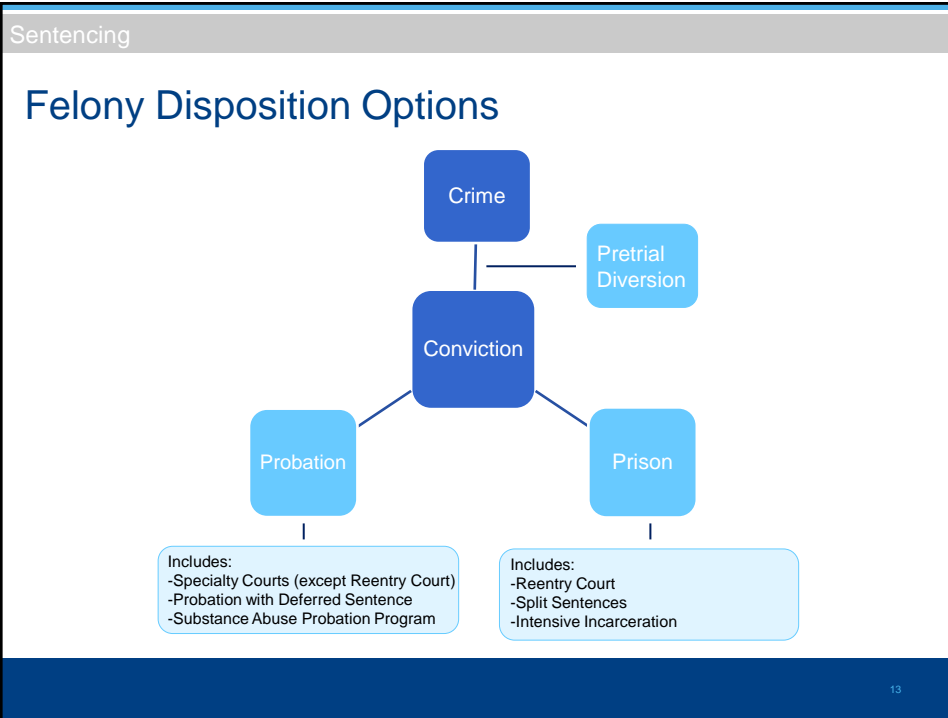 Sentencing
Felony Disposition Options
Crime
Pretrial
Diversion
Conviction
Probation
Prison
Includes:
-Specialty Courts (except Reentry Court)
-Probation with Deferred Sentence
-Substance Abuse Probation Program
Includes:
-Reentry Court
-Split Sentences
-Intensive Incarceration
13